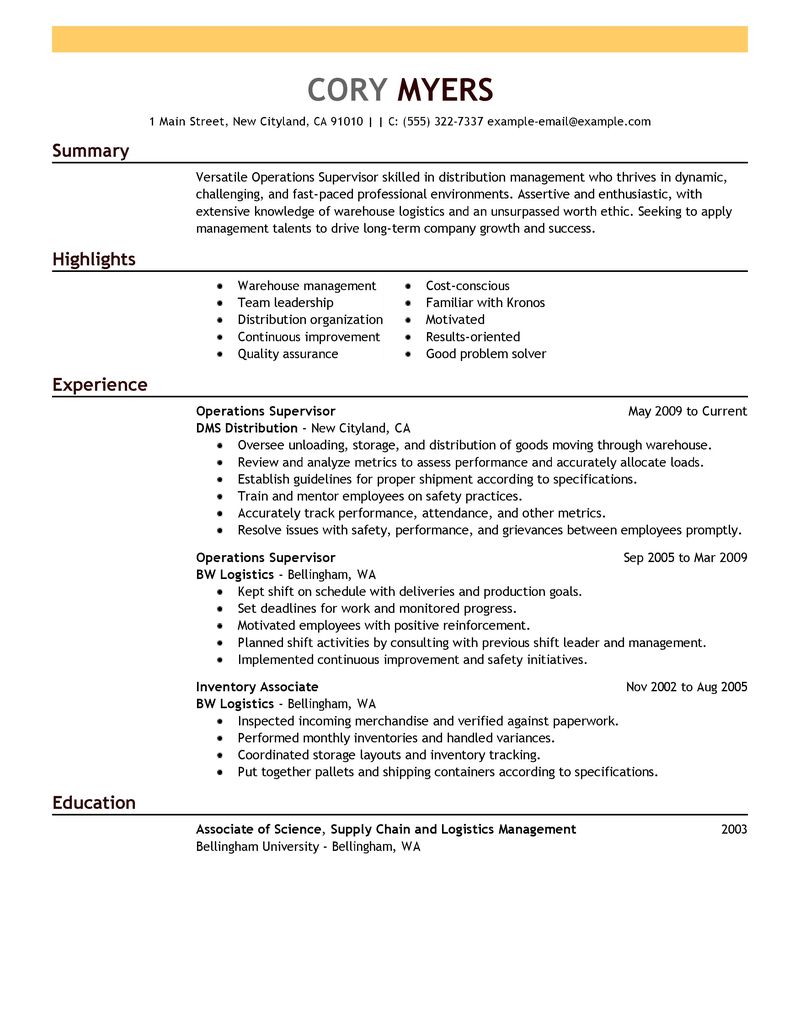 CORY MYERS
1 Main Street, New Cityland, CA 91010 | | C: (555) 322-7337 example-email@example.com
Summary
Versatile Operations Supervisor skilled in distribution management who thrives in dynamic,
challenging, and fast-paced professional environments. Assertive and enthusiastic, with
extensive knowledge of warehouse logistics and an unsurpassed worth ethic. Seeking to apply
management talents to drive long-term company growth and success.
Highlights
• Warehouse management
• Team leadership
• Distribution organization
• Continuous improvement
• Quality assurance
• Cost-conscious
• Familiar with Kronos
• Motivated
• Results-oriented
• Good problem solver
Experience
Operations Supervisor May 2009 to Current
DMS Distribution - New Cityland, CA
• Oversee unloading, storage, and distribution of goods moving through warehouse.
• Review and analyze metrics to assess performance and accurately allocate loads.
• Establish guidelines for proper shipment according to specifications.
• Train and mentor employees on safety practices.
• Accurately track performance, attendance, and other metrics.
• Resolve issues with safety, performance, and grievances between employees promptly.
Operations Supervisor Sep 2005 to Mar 2009
BW Logistics - Bellingham, WA
• Kept shift on schedule with deliveries and production goals.
• Set deadlines for work and monitored progress.
• Motivated employees with positive reinforcement.
• Planned shift activities by consulting with previous shift leader and management.
• Implemented continuous improvement and safety initiatives.
Inventory Associate Nov 2002 to Aug 2005
BW Logistics - Bellingham, WA
• Inspected incoming merchandise and verified against paperwork.
• Performed monthly inventories and handled variances.
• Coordinated storage layouts and inventory tracking.
• Put together pallets and shipping containers according to specifications.
Education
Associate of Science, Supply Chain and Logistics Management 2003
Bellingham University - Bellingham, WA